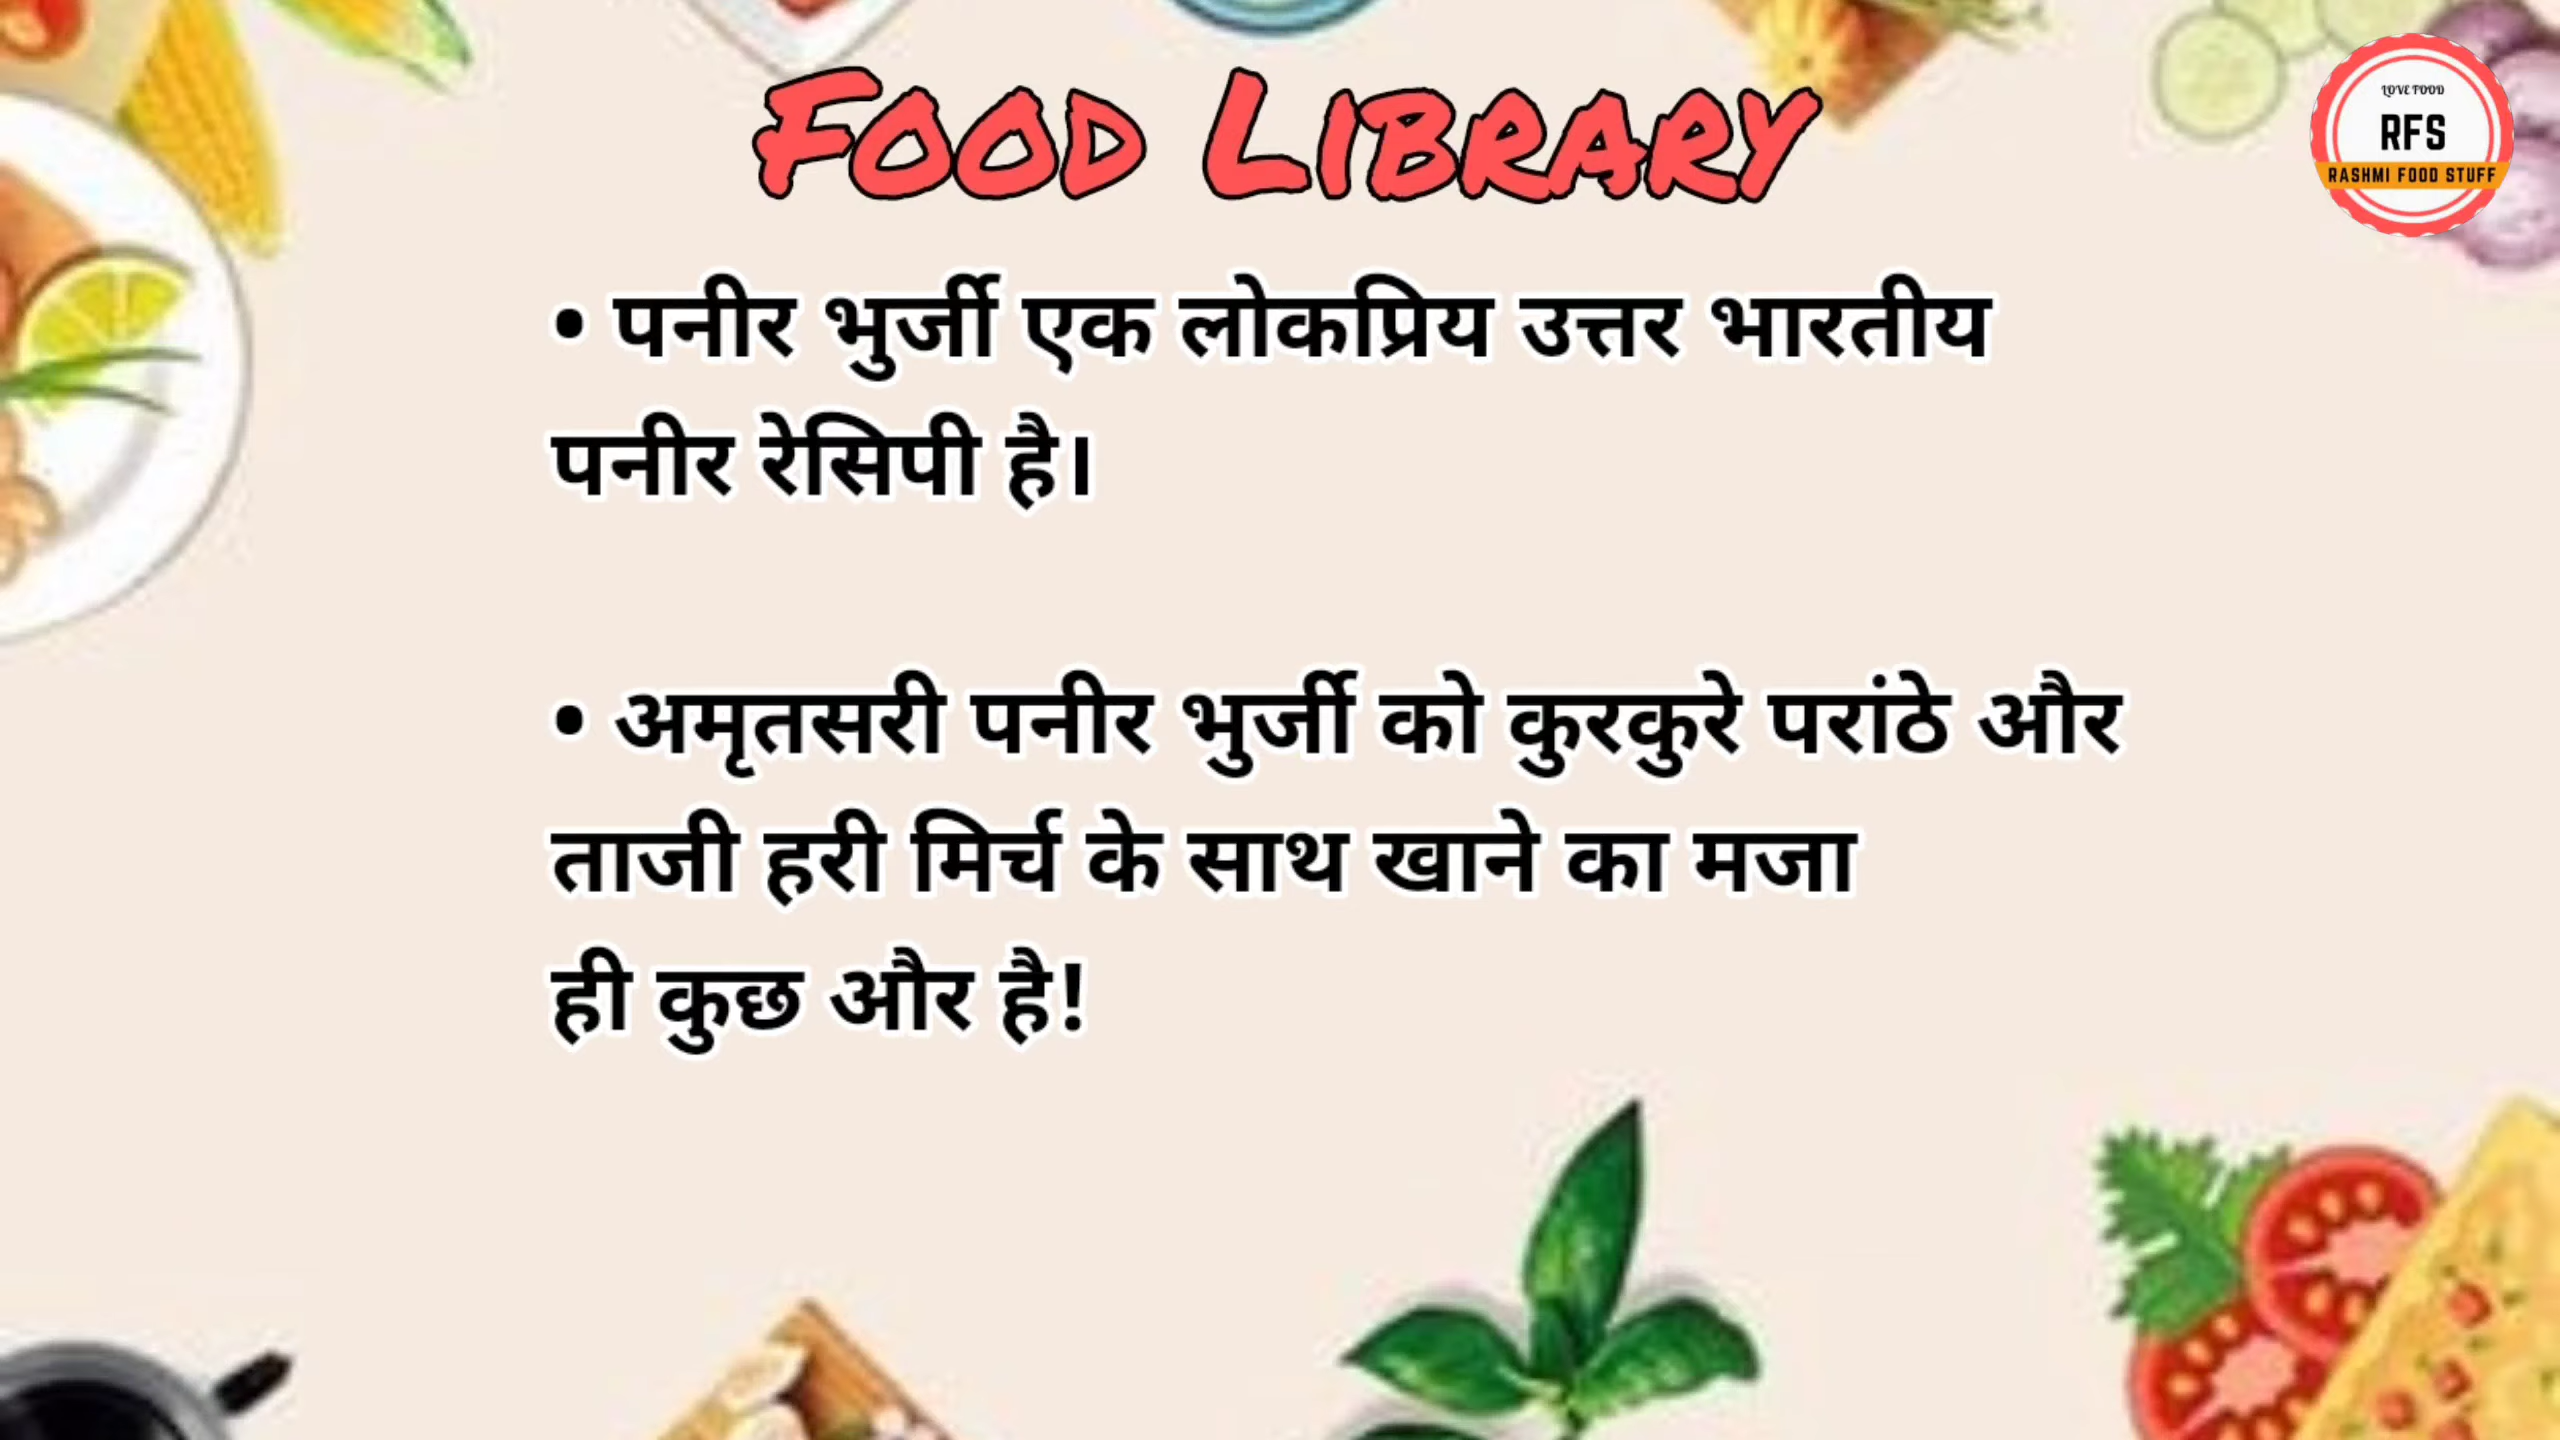 Food Library
LOVE FOOD
RFS
RASHMI FOOD STUFF
• पनीर भुर्जी एक लोकप्रिय उत्तर भारतीय
पनीर रेसिपी है।
• अमृतसरी पनीर भुर्जी को कुरकुरे परांठे और
ताजी हरी मिर्च के साथ खाने का मजा
ही कुछ और है!